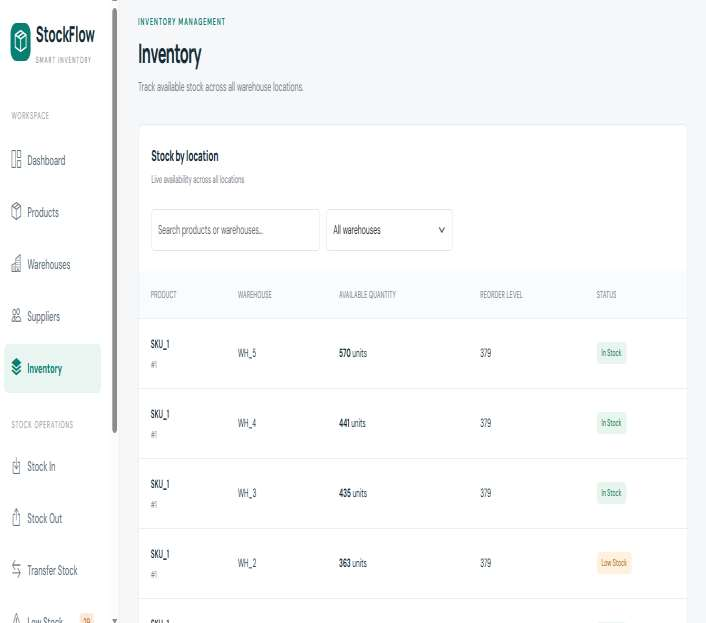 StockFlow
SMART INVENTORY
WORKSPACE
Dashboard
Products
Warehouses
Suppliers
Inventory
STOCK OPERATIONS
Stock In
Stock Out
Transfer Stock
Low Stock
INVENTORY MANAGEMENT
Inventory
Track available stock across all warehouse locations.
Stock by location
Live availability across all locations
Search products or warehouses...
All warehouses
PRODUCT WAREHOUSE AVAILABLE QUANTITY REORDER LEVEL STATUS
SKU_1
#1
WH_5 570 units 379 In Stock
SKU_1
#1
WH_4 441 units 379 In Stock
SKU_1
#1
WH_3 435 units 379 In Stock
SKU_1
#1
WH_2 363 units 379 Low Stock
SKU_1